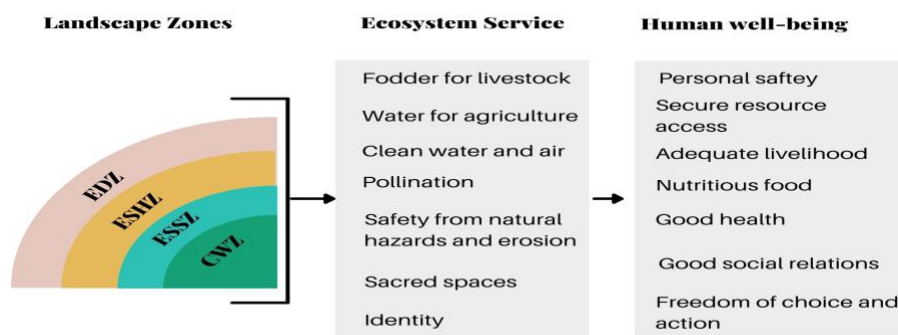 Landscape Zones
EDZ
ESHZ
ESSZ
CWZ
Ecosystem Service
Fodder for livestock
Water for agriculture
Clean water and air
Pollination
Safety from natural
hazards and erosion
Sacred spaces
Identity
Human well-being
Personal saftey
Secure resource
access
Adequate livelihood
Nutritious food
Good health
Good social relations
Freedom of choice and
action